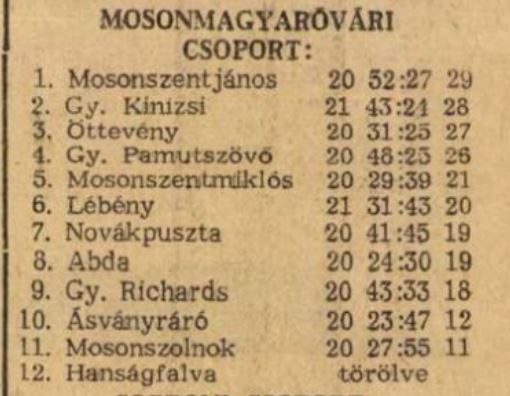 MOSONMAGYARÓVÁRI
CSOPORT:
1. Mosonszentjános 20 52:27 29
2. Gy. Kinizsi 21 43:24 28
3. Öttevény 20 31:25 27
4. Gy. Pamutszövő 20 48:25 26
5. Mosonszentmiklós 20 29:39 21
6. Lébény 21 31:43 20
7. Novákpuszta 20 41:45 19
8. Abda 20 24:30 19
9. Gy. Richards 20 43:33 18
10. Ásványráró 20 23:47 12
11. Mosonszolnok 20 27:55 11
12. Hanságfalva törölve